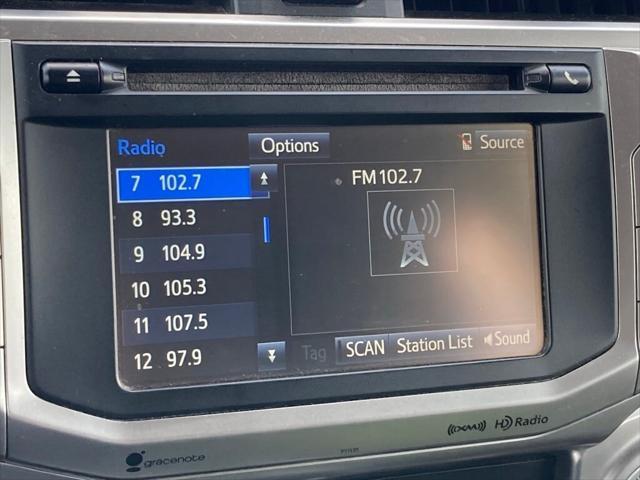 Radio Options Source
7 102.7
8 93.3
9 104.9
10 105.3
11 107.5
12 97.9
FM 102.7
Tag SCAN Station List Sound
((XM)) HD Radio
gracenote